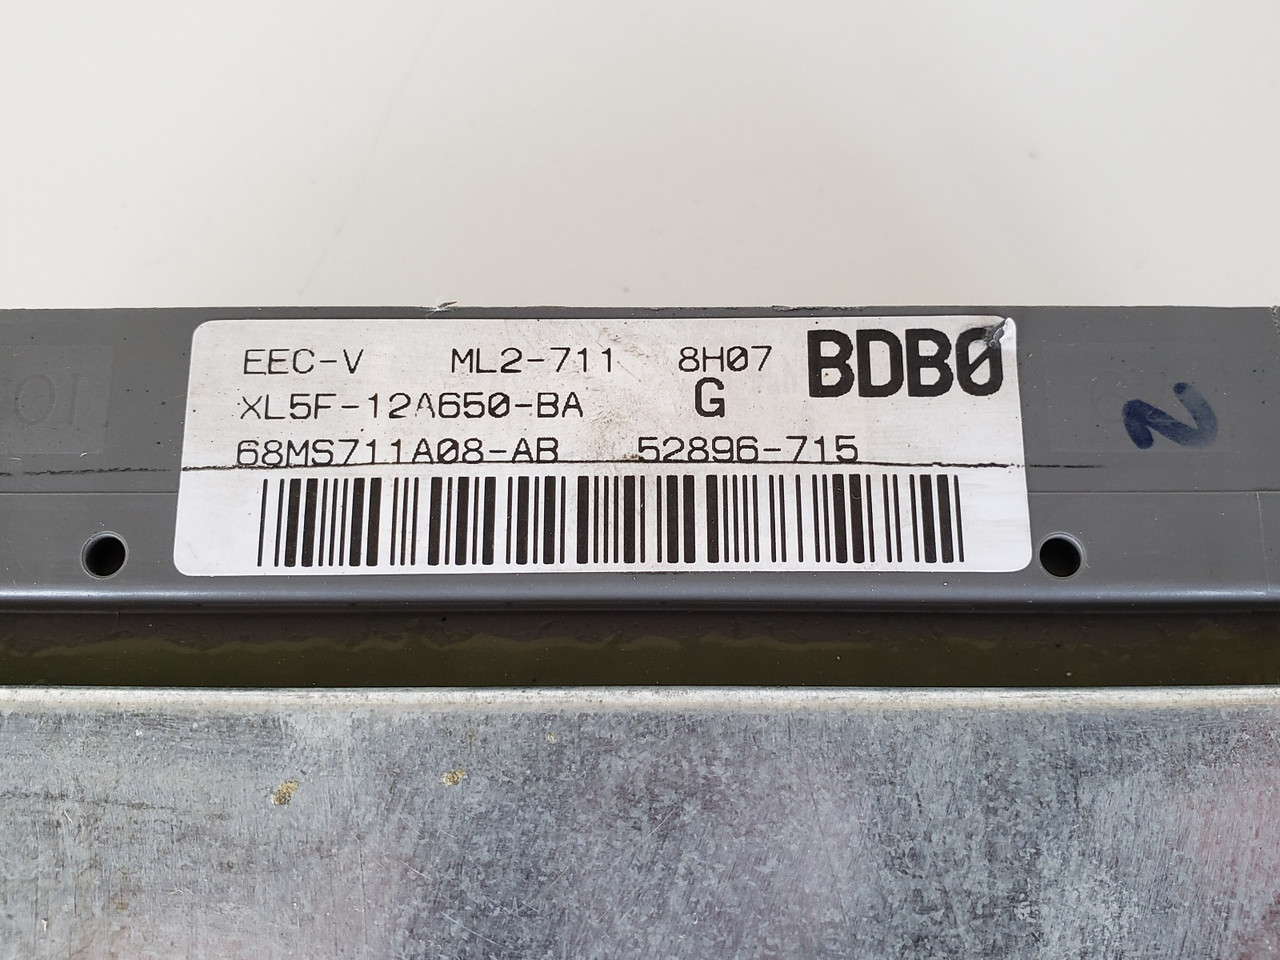 EEC-V ML2-711 8H07 BDB0
XL5F-12A650-BA G
68MS711A08-AB 52896-715
N